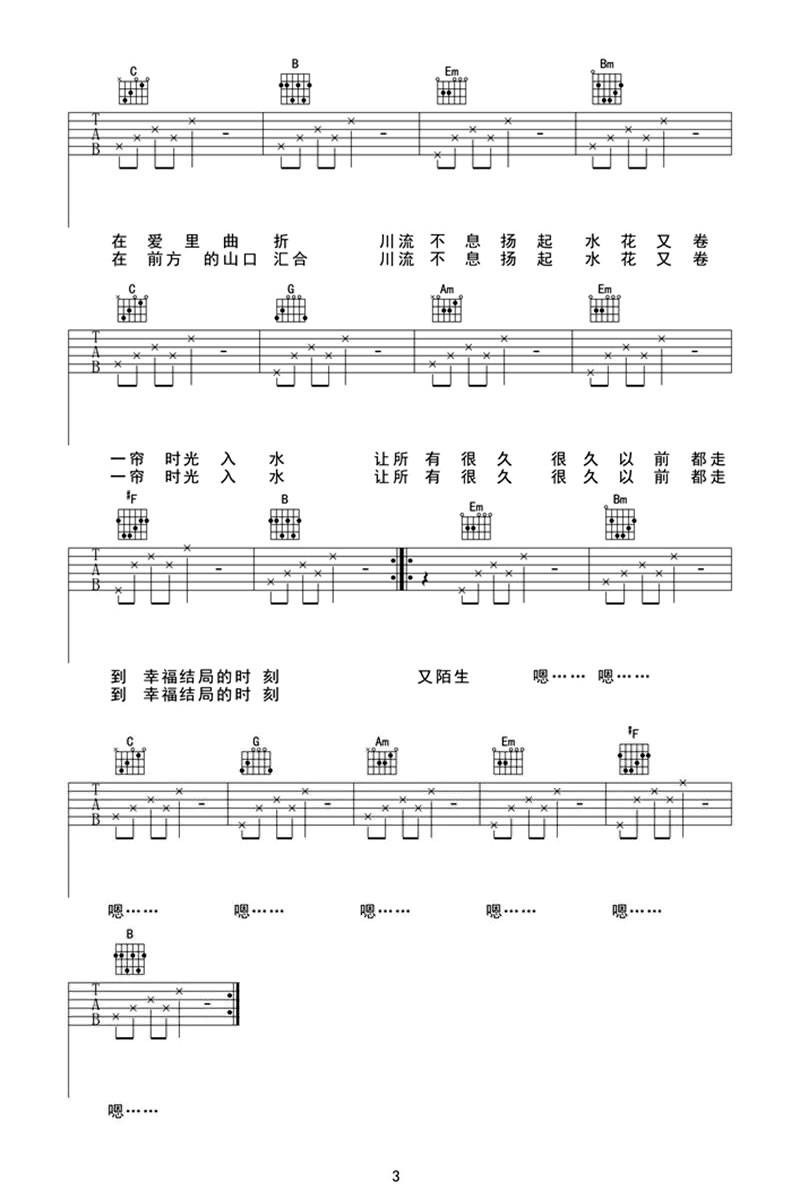 C B Em Bm
T
A
B
在 爱 里 曲 折 川流 不 息 扬 起 水 花 又 卷
在 前方 的山口 汇合 川流 不 息 扬 起 水 花 又 卷
C G Am Em
T
A
B
一帘 时光 入 水 让所 有 很 久 很 久 以 前 都走
一帘 时光 入 水 让所 有 很 久 很 久 以 前 都走
#F B Em Bm
T
A
B
到 幸福结局的时 刻 又陌生 嗯…… 嗯……
到 幸福结局的时 刻
C G Am Em #F
T
A
B
嗯…… 嗯…… 嗯…… 嗯…… 嗯……
B
T
A
B
嗯……
3